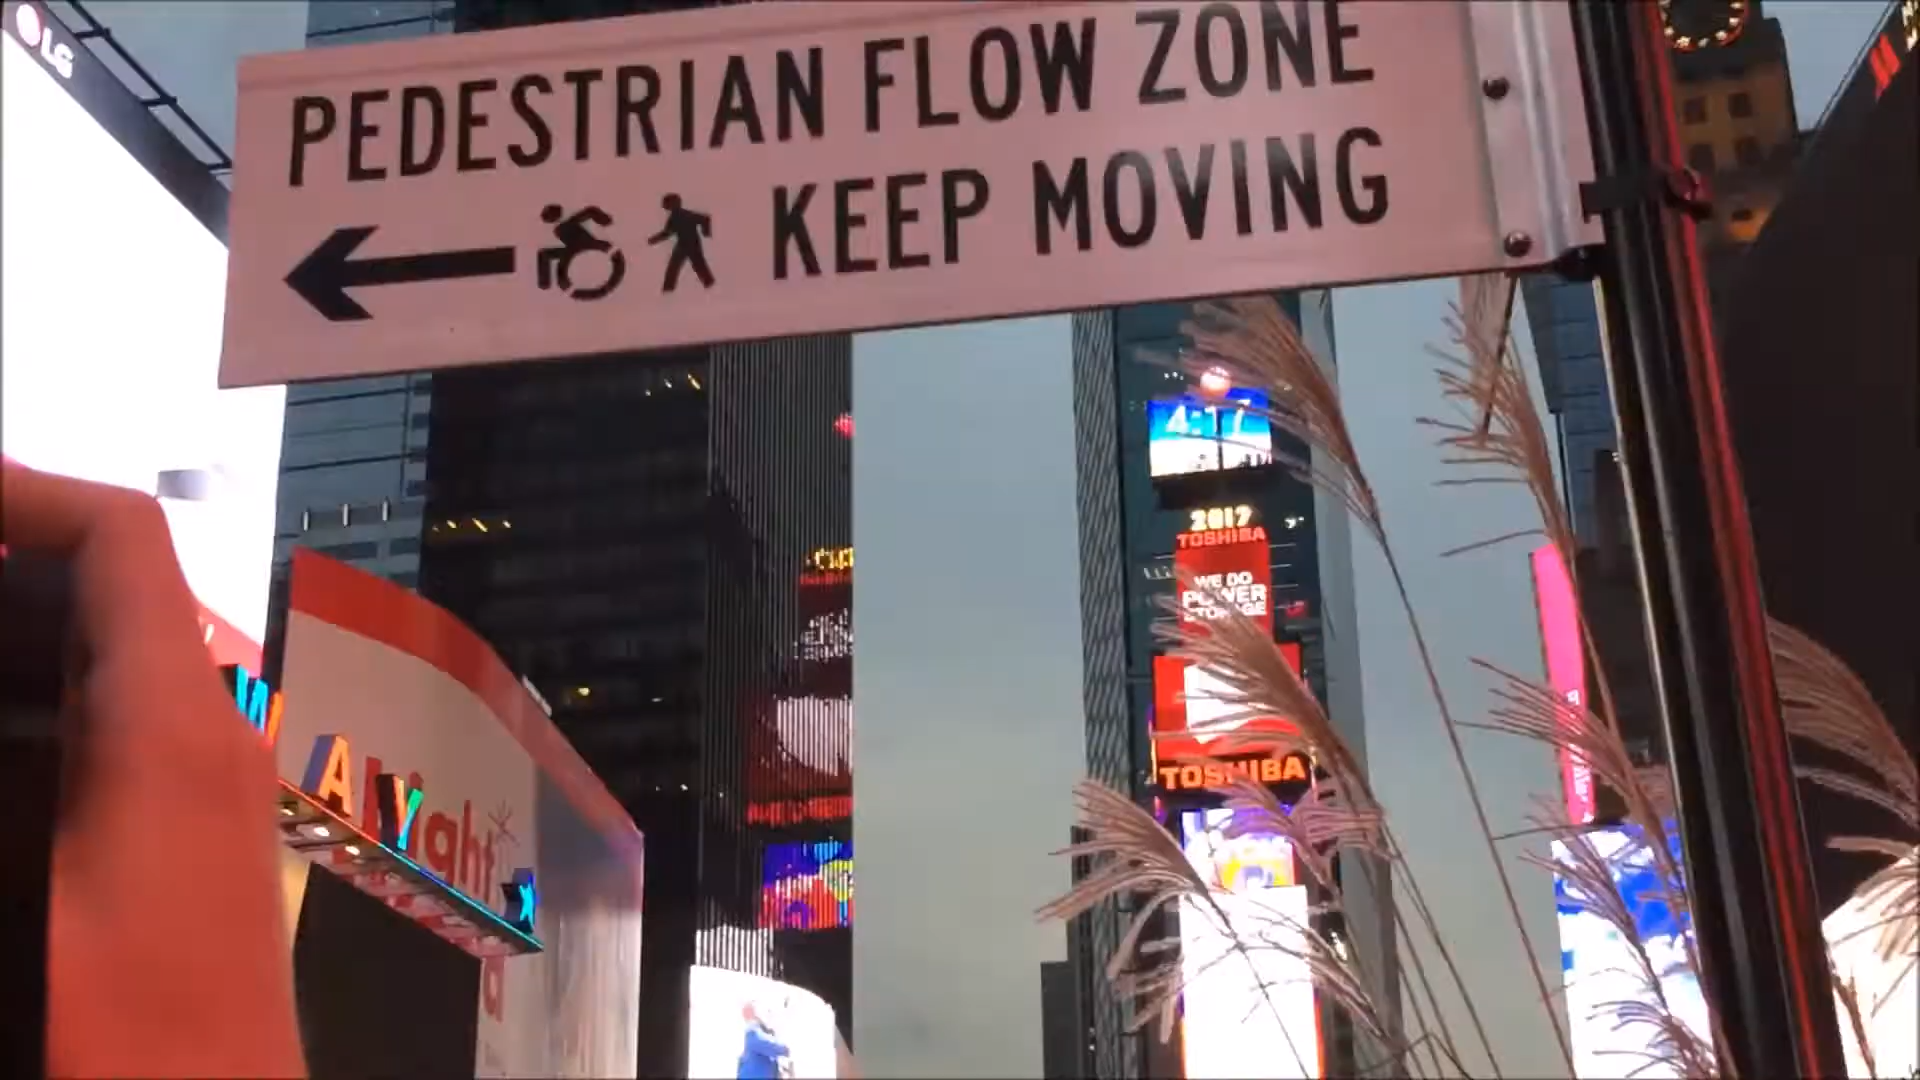 LG
PEDESTRIAN FLOW ZONE
KEEP MOVING
4:17
2017
TOSHIBA
WE DO
POWER
STORAGE
TOSHIBA